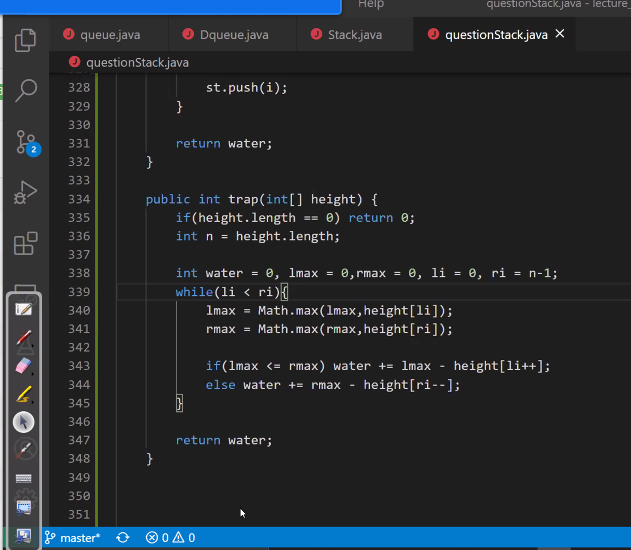 Help
questionStack.java - lecture_
queue.java
Dqueue.java
Stack.java
questionStack.java
questionStack.java
328 st.push(i);
329 }
330
331 return water;
332 }
333
334 public int trap(int[] height) {
335 if(height.length == 0) return 0;
336 int n = height.length;
337
338 int water = 0, lmax = 0,rmax = 0, li = 0, ri = n-1;
339 while(li < ri){
340 lmax = Math.max(lmax,height[li]);
341 rmax = Math.max(rmax,height[ri]);
342
343 if(lmax <= rmax) water += lmax - height[li++];
344 else water += rmax - height[ri--];
345 }
346
347 return water;
348 }
349
350
351
2
master*
0
0